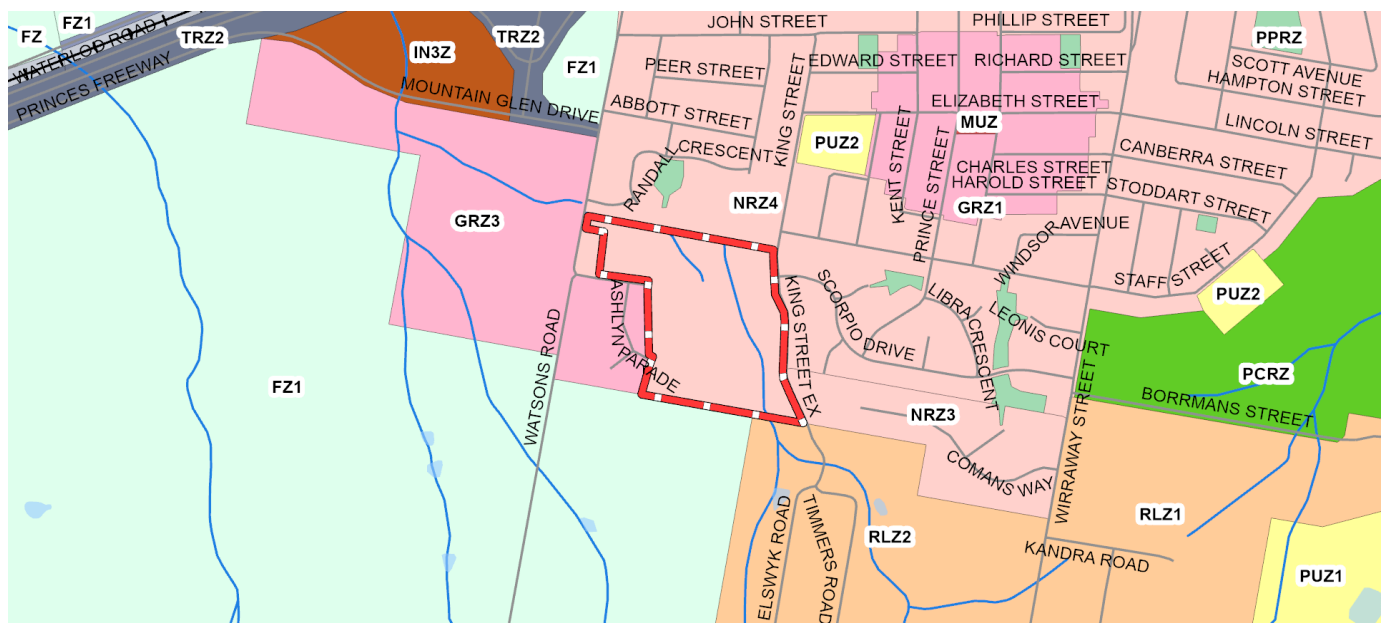 FZ1
FZ
WATERLOO ROAD
TRZ2
PRINCES FREEWAY
IN3Z
TRZ2
FZ1
MOUNTAIN GLEN DRIVE
JOHN STREET
PHILLIP STREET
PEER STREET
EDWARD STREET
RICHARD STREET
ABBOTT STREET
KING STREET
ELIZABETH STREET
MUZ
PPRZ
SCOTT AVENUE
HAMPTON STREET
LINCOLN STREET
PUZ2
CANBERRA STREET
RANDALL CRESCENT
KENT STREET
PRINCE STREET
CHARLES STREET
HAROLD STREET
STODDART STREET
NRZ4
GRZ1
GRZ3
WINDSOR AVENUE
STAFF STREET
PUZ2
ASHLYN PARADE
KING STREET EX
SCORPIO DRIVE
LIBRA CRESCENT
LEONIS COURT
WATSONS ROAD
FZ1
NRZ3
WIRRAWAY STREET
PCRZ
BORRMANS STREET
COMANS WAY
ELSWYK ROAD
TIMMERS ROAD
RLZ2
RLZ1
KANDRA ROAD
PUZ1